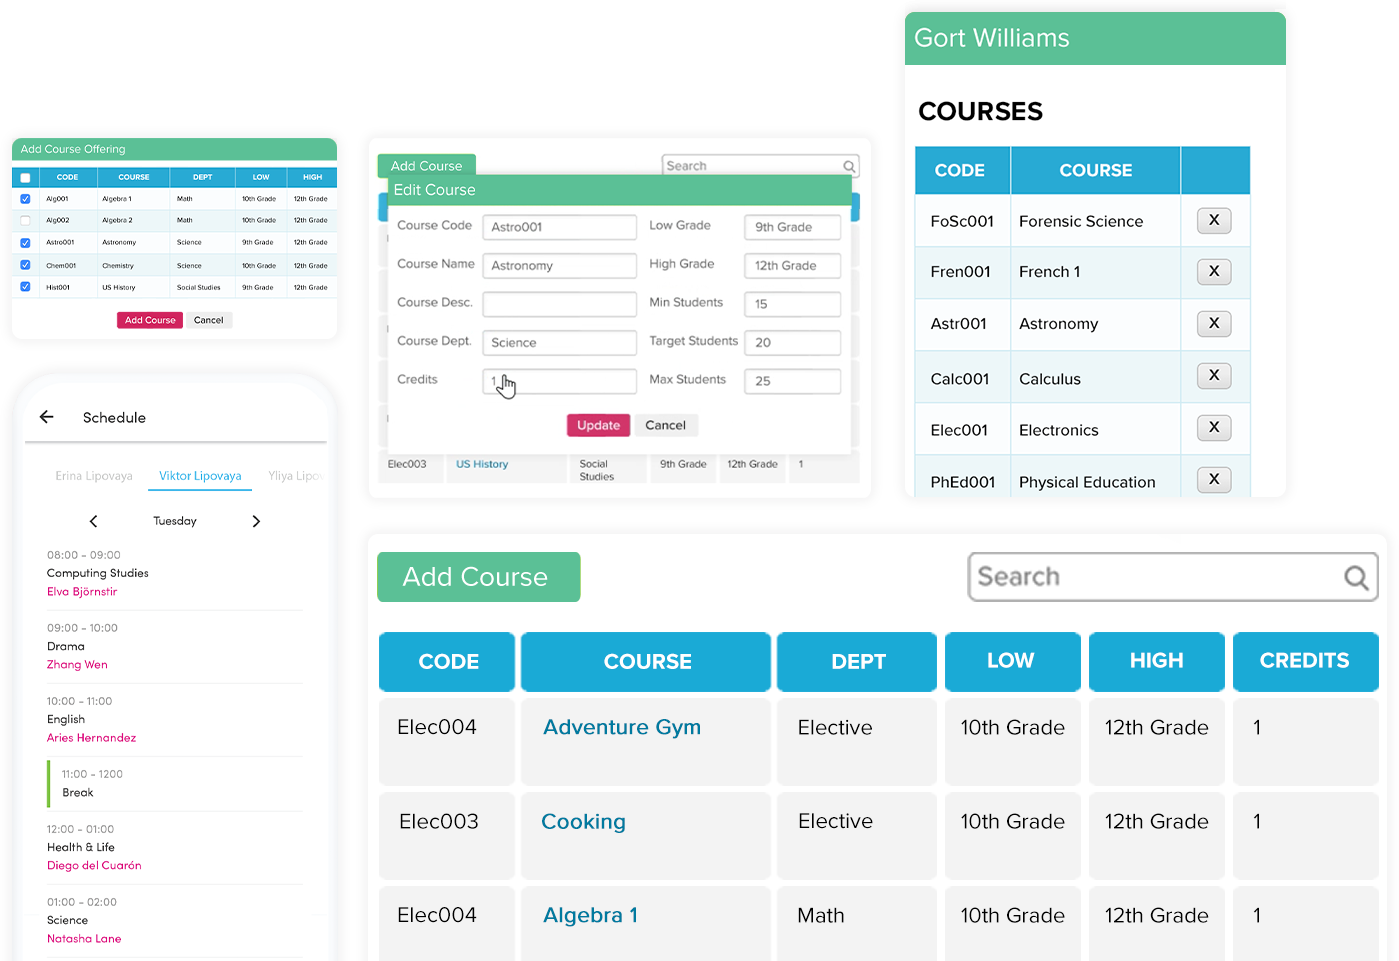 Add Course Offering
CODE COURSE DEPT LOW HIGH
Alg001 Algebra 1 Math 10th Grade 12th Grade
Alg002 Algebra 2 Math 10th Grade 12th Grade
Astro001 Astronomy Science 9th Grade 12th Grade
Chem001 Chemistry Science 10th Grade 12th Grade
Hist001 US History Social Studies 9th Grade 12th Grade
Add Course Cancel
Add Course Search
Edit Course
Course Code Astro001 Low Grade 9th Grade
Course Name Astronomy High Grade 12th Grade
Course Desc. Min Students 15
Course Dept. Science Target Students 20
Credits 1 Max Students 25
Update Cancel
Elec003 US History Social 9th Grade 12th Grade 1
Studies
Gort Williams
COURSES
CODE COURSE
FoSc001 Forensic Science X
Fren001 French 1 X
Astr001 Astronomy X
Calc001 Calculus X
Elec001 Electronics X
PhEd001 Physical Education X
Schedule
Erina Lipovaya Viktor Lipovaya Yliya Lipov
Tuesday
08:00 - 09:00
Computing Studies
Elva Björnstir
09:00 - 10:00
Drama
Zhang Wen
10:00 - 11:00
English
Aries Hernandez
11:00 - 1200
Break
12:00 - 01:00
Health & Life
Diego del Cuarón
01:00 - 02:00
Science
Natasha Lane
Add Course Search
CODE COURSE DEPT LOW HIGH CREDITS
Elec004 Adventure Gym Elective 10th Grade 12th Grade 1
Elec003 Cooking Elective 10th Grade 12th Grade 1
Elec004 Algebra 1 Math 10th Grade 12th Grade 1